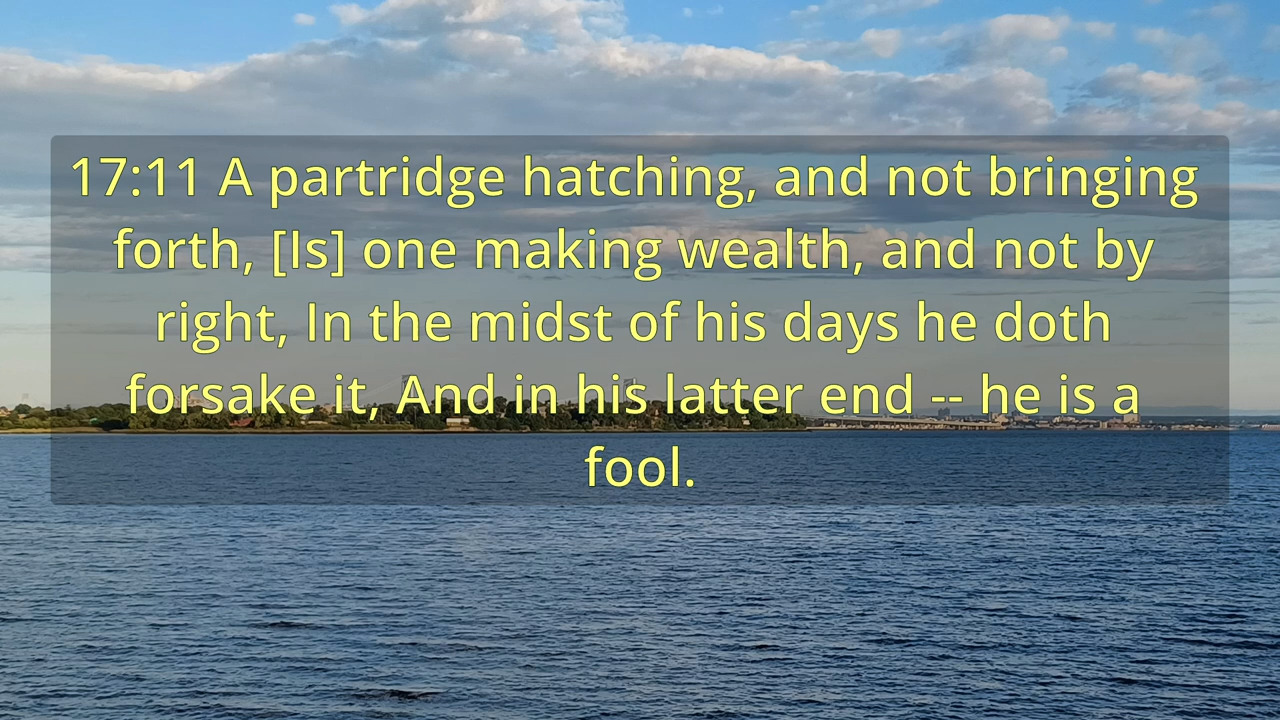 17:11 A partridge hatching, and not bringing
forth, [Is] one making wealth, and not by
right, In the midst of his days he doth
forsake it, And in his latter end -- he is a
fool.